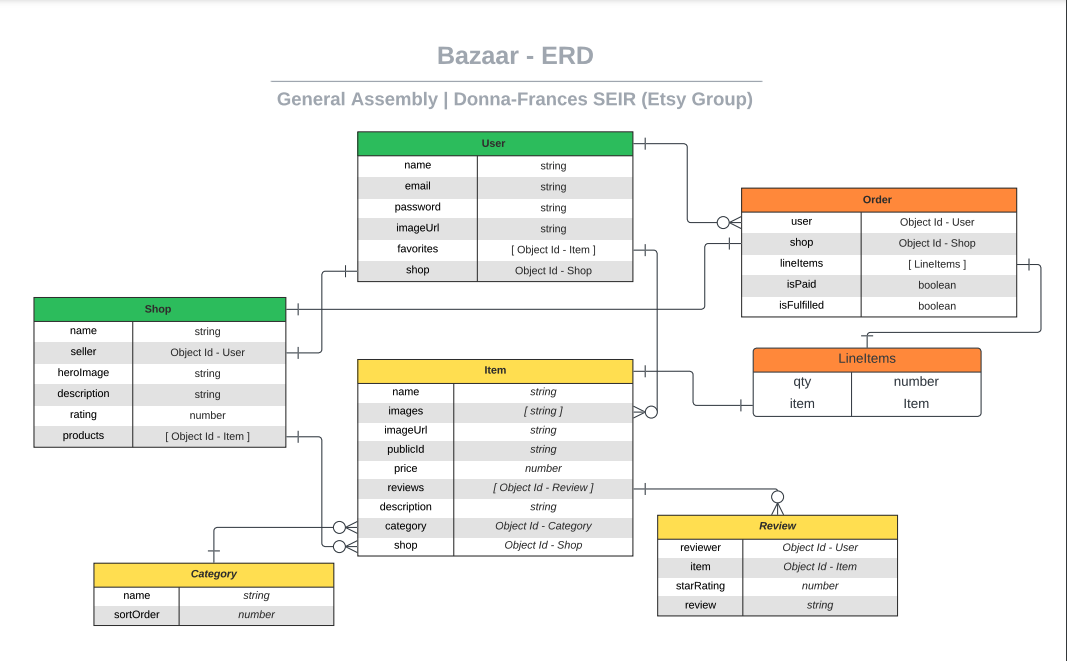 Bazaar - ERD
General Assembly | Donna-Frances SEIR (Etsy Group)
User
name string
email string
password string
imageUrl string
favorites [ Object Id - Item ]
shop Object Id - Shop
Order
user Object Id - User
shop Object Id - Shop
lineItems [ LineItems ]
isPaid boolean
isFulfilled boolean
Shop
name string
seller Object Id - User
heroImage string
description string
rating number
products [ Object Id - Item ]
Item
name string
images [ string ]
imageUrl string
publicId string
price number
reviews [ Object Id - Review ]
description string
category Object Id - Category
shop Object Id - Shop
LineItems
qty number
item Item
Review
reviewer Object Id - User
item Object Id - Item
starRating number
review string
Category
name string
sortOrder number